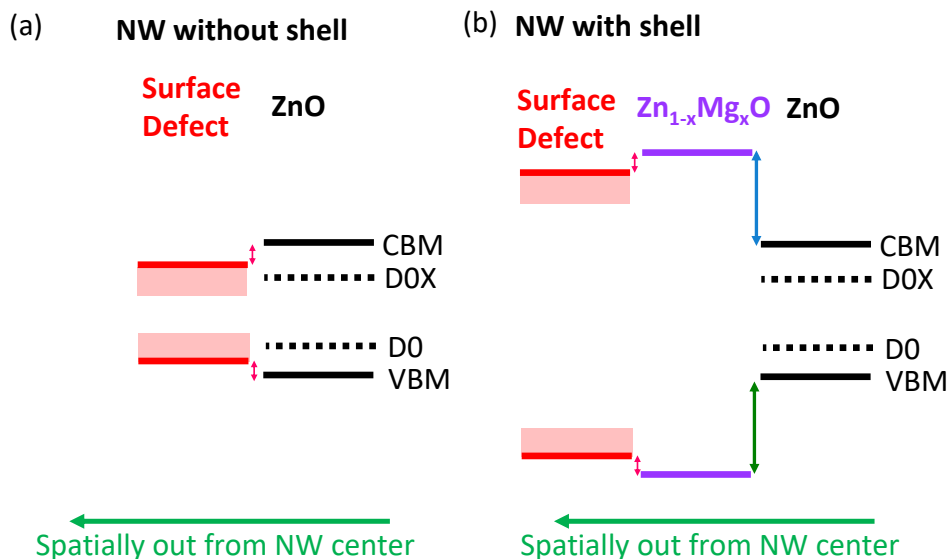 (a) NW without shell
Surface
Defect
ZnO
CBM
D0X
D0
VBM
Spatially out from NW center
(b) NW with shell
Surface
Defect
Zn1-xMgxO
ZnO
CBM
D0X
D0
VBM
Spatially out from NW center